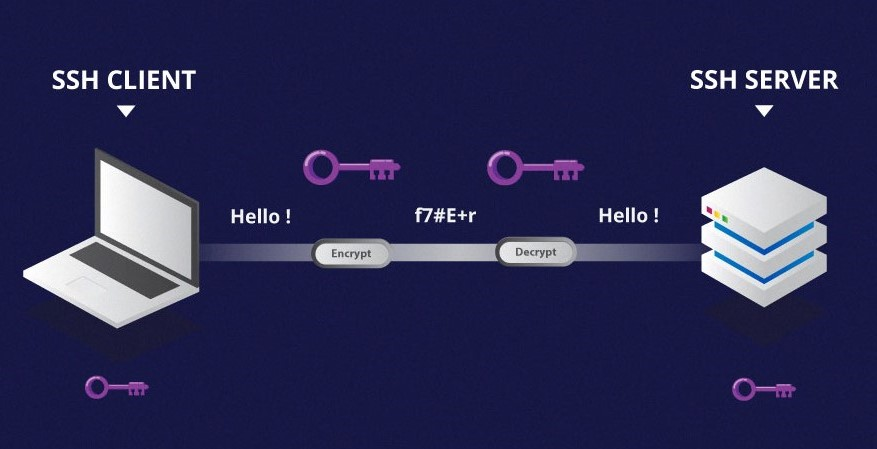 SSH CLIENT
SSH SERVER
Hello !
f7#E+r
Hello !
Encrypt
Decrypt